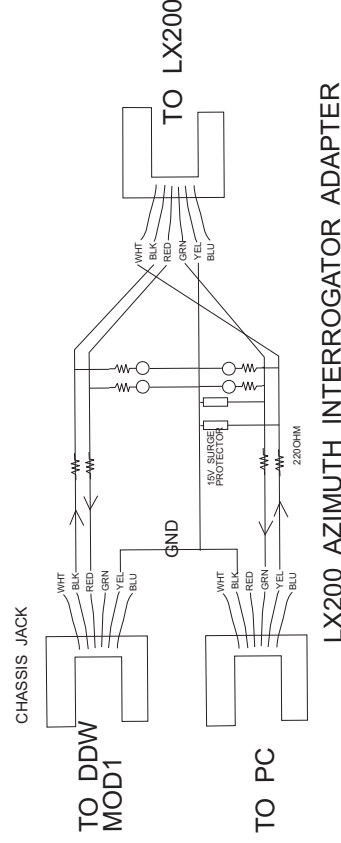 CHASSIS JACK
TO DDW
MOD1
WHT
BLK
RED
GRN
YEL
BLU
GND
15V SURGE
PROTECTOR
220OHM
TO PC
WHT
BLK
RED
GRN
YEL
BLU
TO LX200
WHT
BLK
RED
GRN
YEL
BLU
LX200 AZIMUTH INTERROGATOR ADAPTER